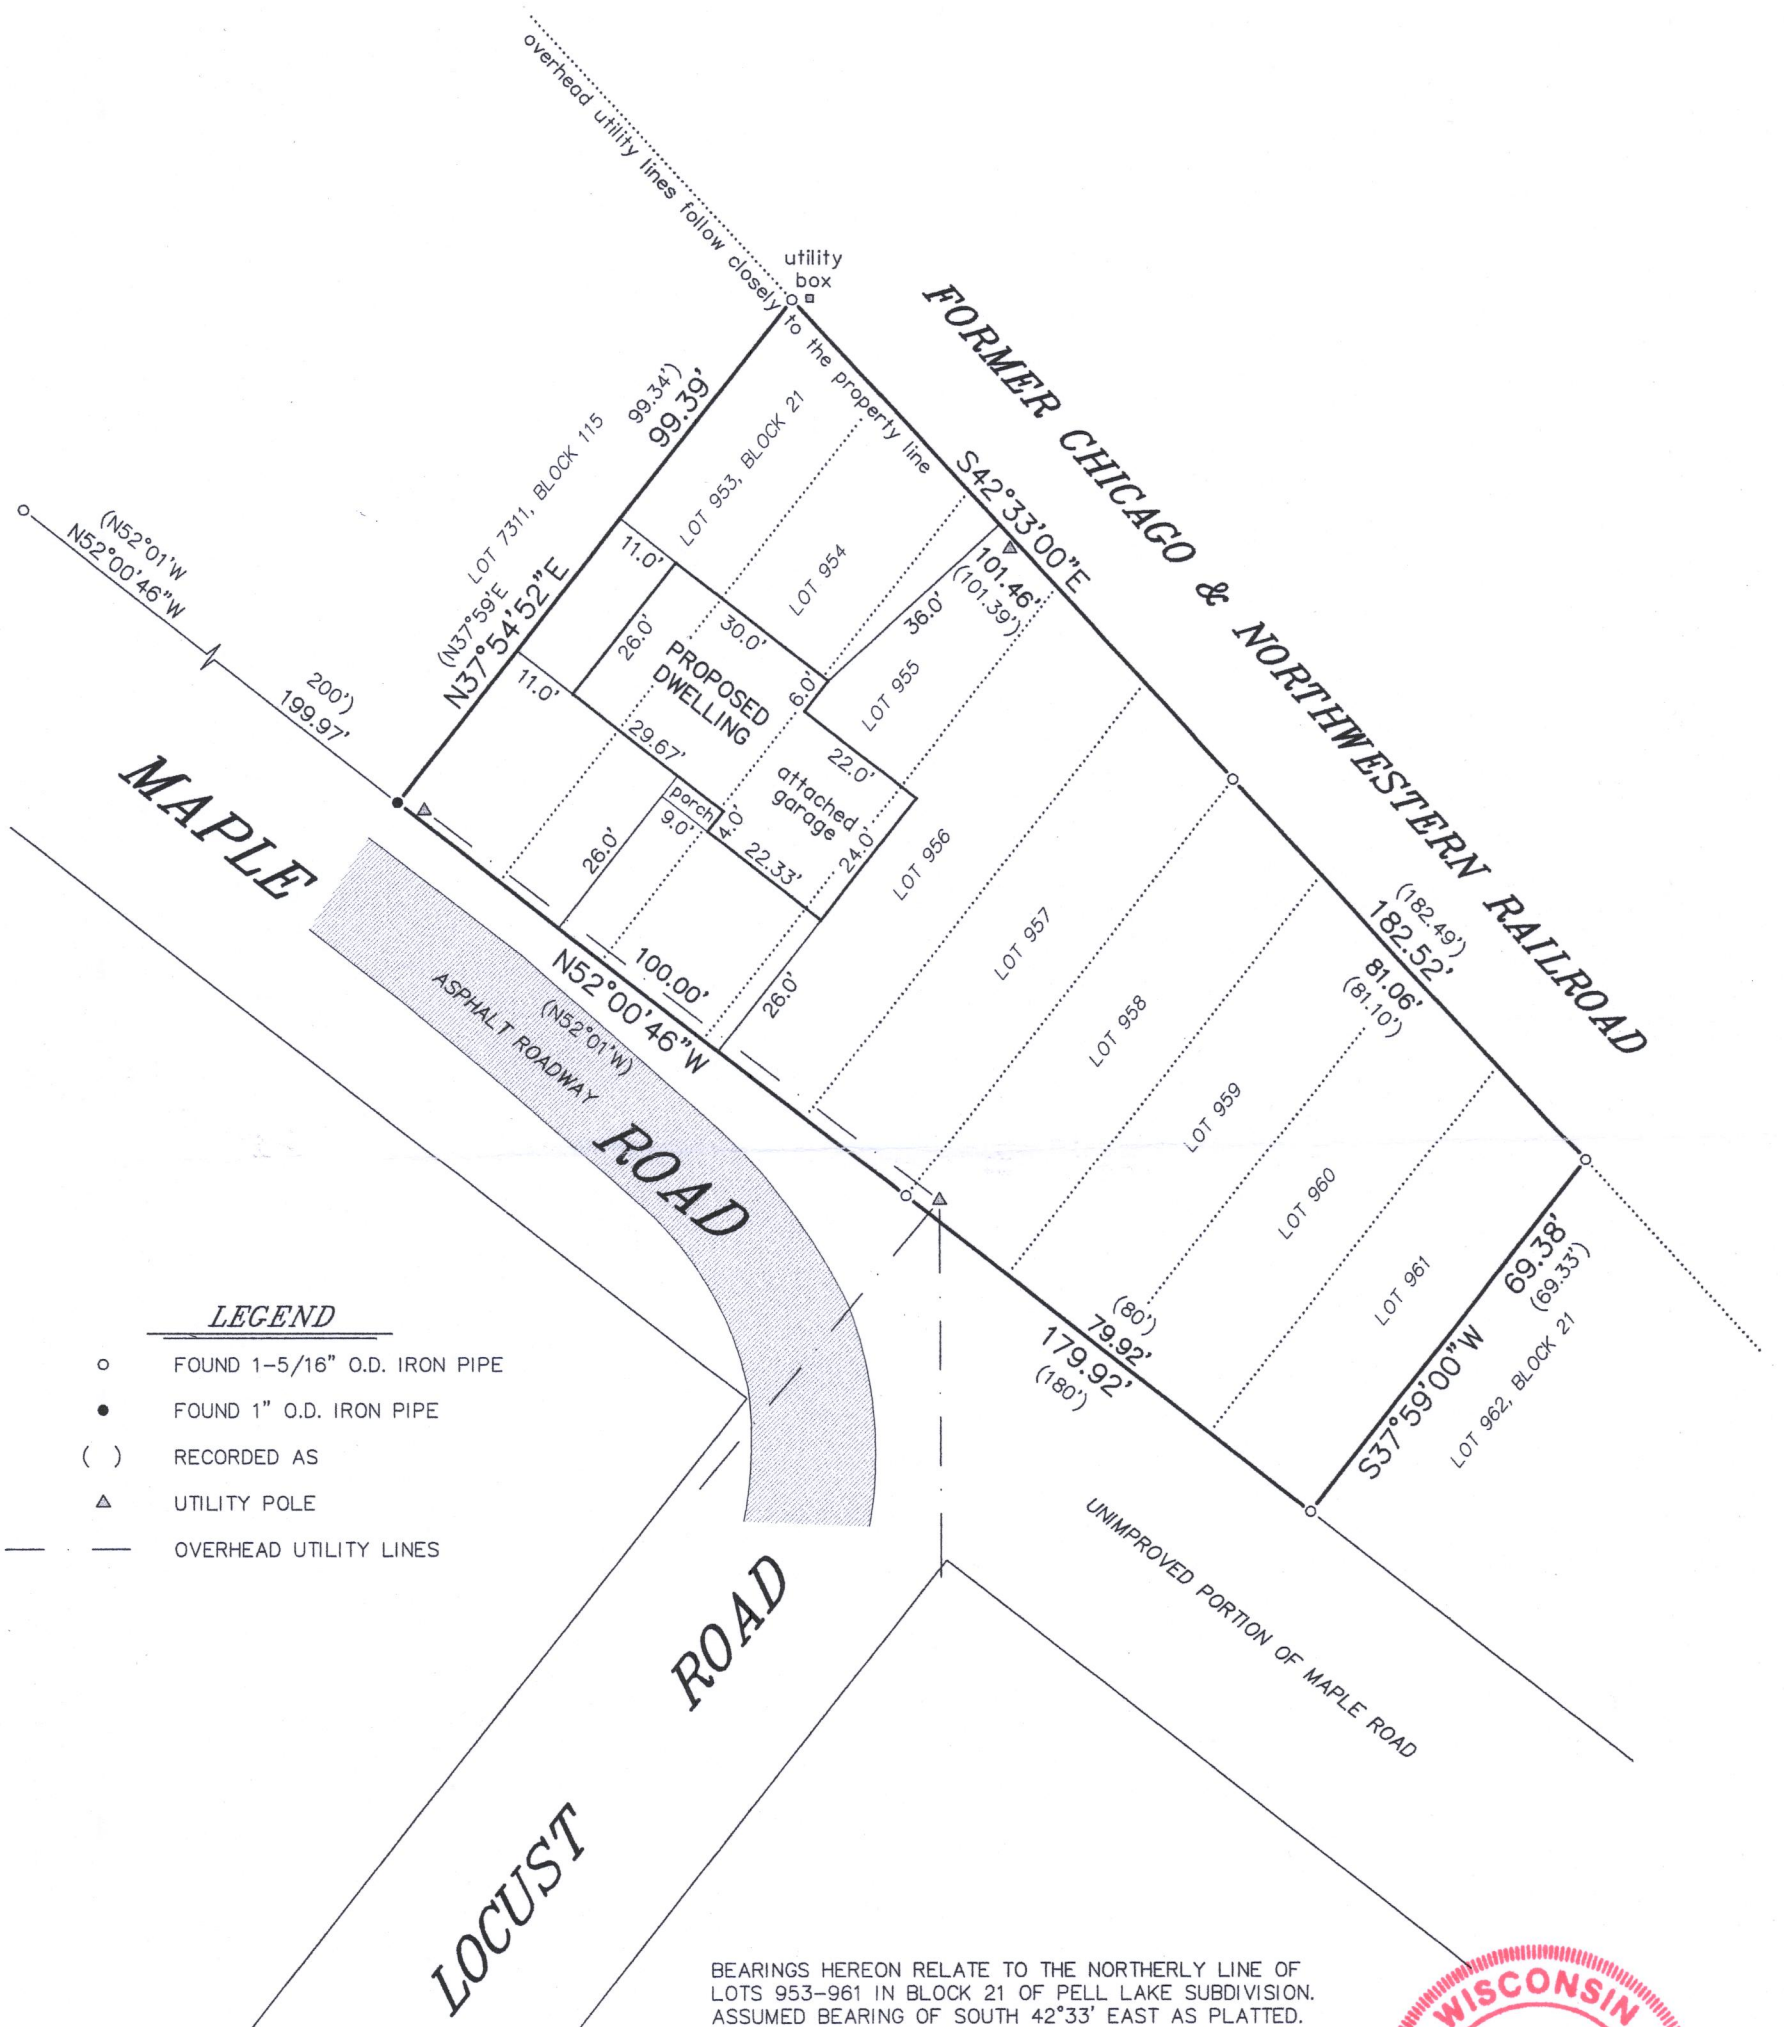 overhead utility lines follow closely to the property line
utility
box
FORMER CHICAGO & NORTHWESTERN RAILROAD
LOT 7311, BLOCK 115
99.34')
99.39'
(N37°59'E
N37°54'52"E
(N52°01'W
N52°00'46"W
200')
199.97'
LOT 953, BLOCK 21
LOT 954
LOT 955
LOT 956
LOT 957
LOT 958
LOT 959
LOT 960
LOT 961
S42°33'00"E
101.46'
(101.39')
36.0'
11.0'
30.0'
26.0'
6.0'
PROPOSED
DWELLING
11.0'
29.67'
22.0'
attached
garage
porch
9.0'
4.0'
24.0'
22.33'
26.0'
26.0'
100.00'
N52°00'46"W
(N52°01'W)
MAPLE ROAD
ASPHALT ROADWAY
(182.49')
182.52'
81.06'
(81.10')
(80')
79.92'
179.92'
(180')
69.38'
(69.33')
S37°59'00"W
LOT 962, BLOCK 21
UNIMPROVED PORTION OF MAPLE ROAD
LOCUST ROAD
LEGEND
FOUND 1-5/16" O.D. IRON PIPE
FOUND 1" O.D. IRON PIPE
( ) RECORDED AS
UTILITY POLE
OVERHEAD UTILITY LINES
BEARINGS HEREON RELATE TO THE NORTHERLY LINE OF
LOTS 953-961 IN BLOCK 21 OF PELL LAKE SUBDIVISION.
ASSUMED BEARING OF SOUTH 42°33' EAST AS PLATTED.
WISCONSIN